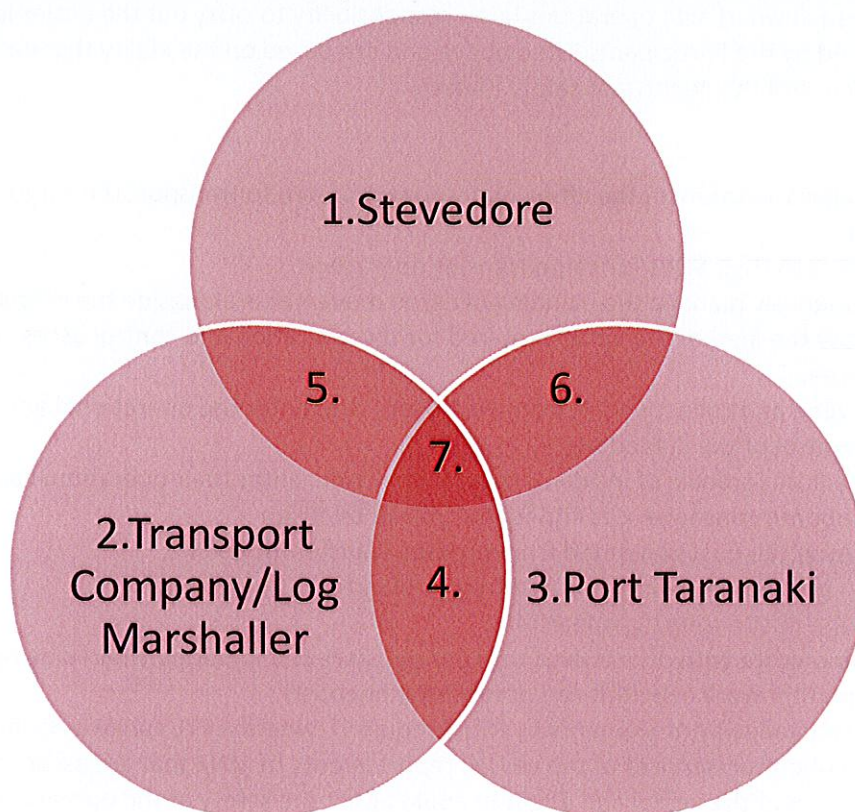 1.Stevedore
5.
6.
7.
2.Transport
Company/Log
Marshaller
4.
3.Port Taranaki